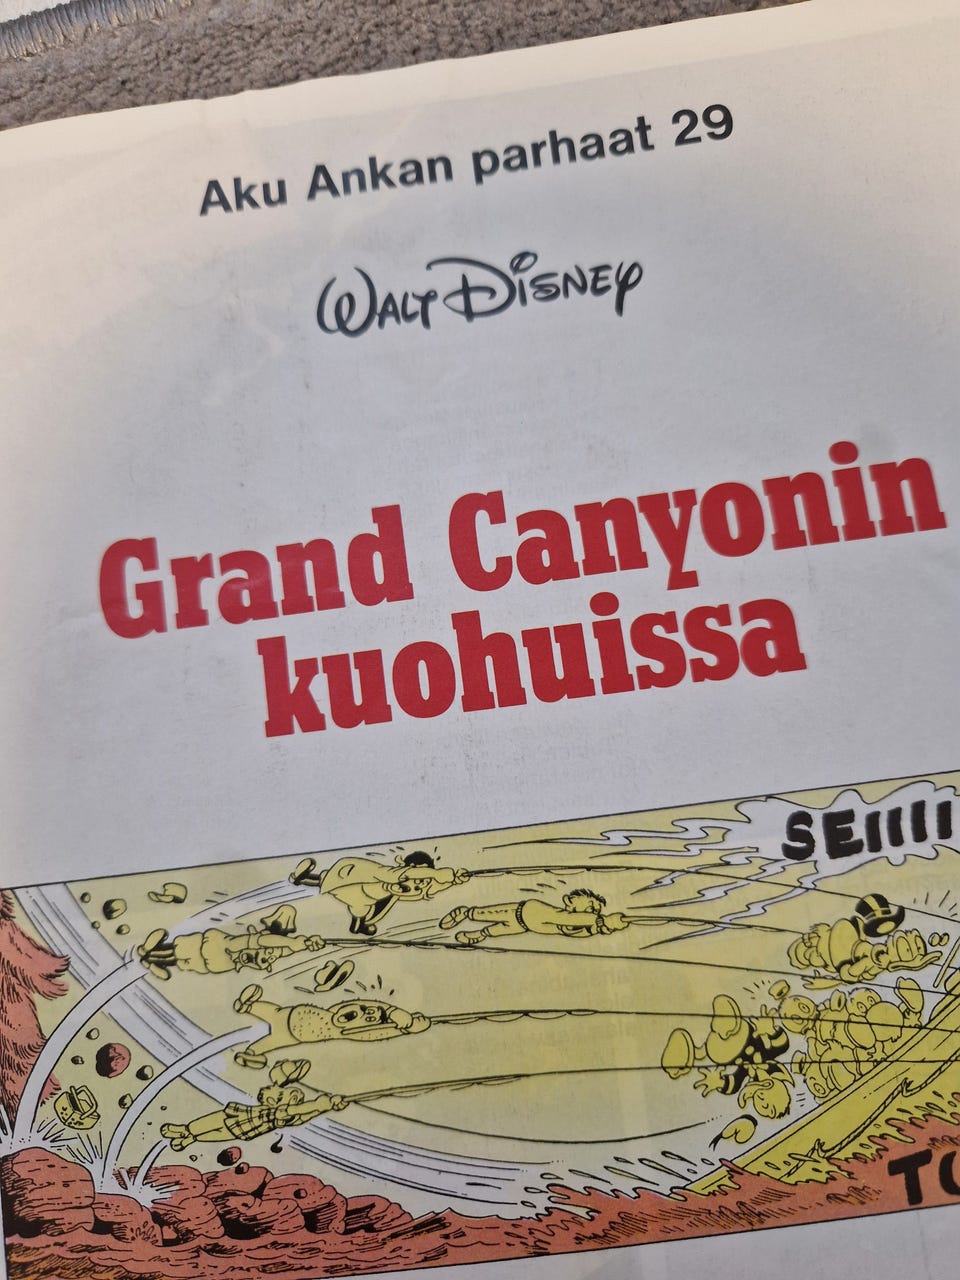 Aku Ankan parhaat 29
WALT DISNEY
Grand Canyonin
kuohuissa
SEIIII